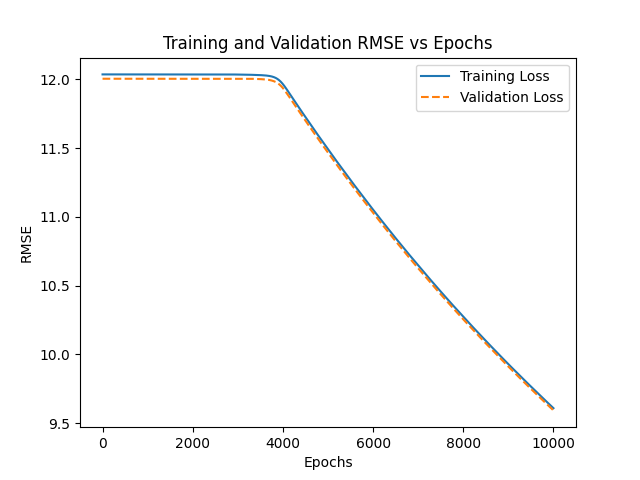 Training and Validation RMSE vs Epochs
Training Loss
Validation Loss
12.0
11.5
11.0
10.5
10.0
9.5
RMSE
0 2000 4000 6000 8000 10000
Epochs